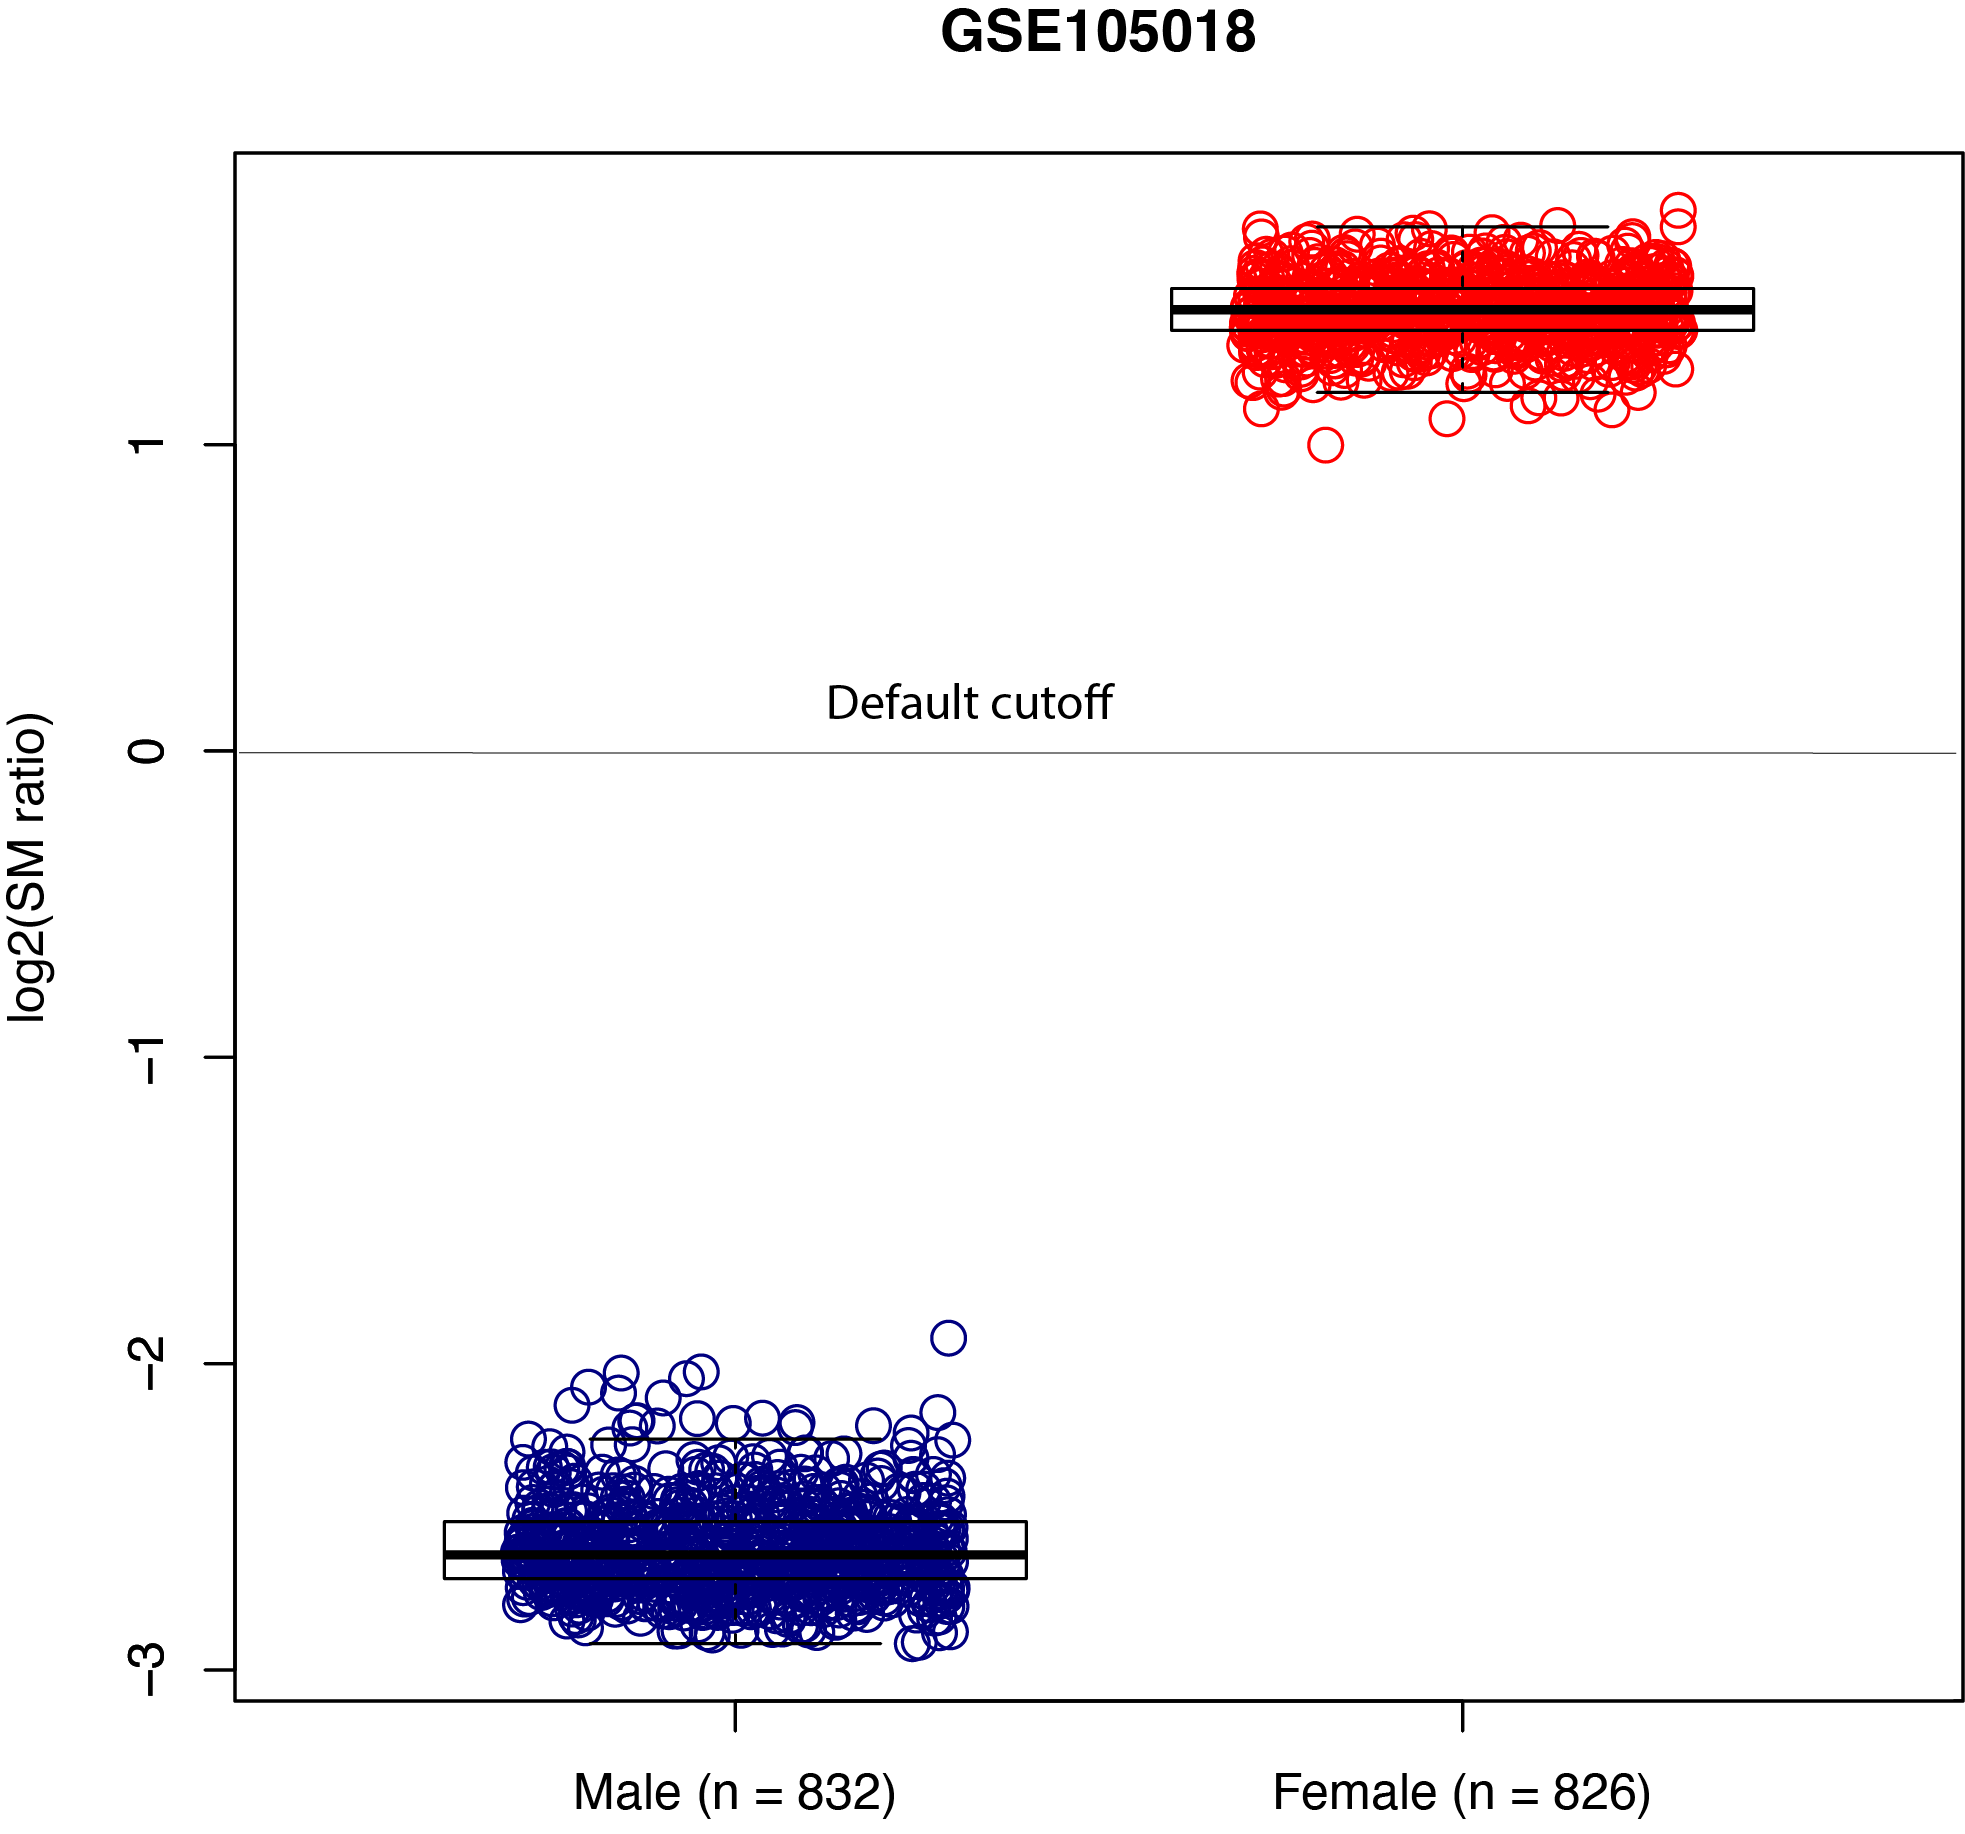 GSE105018
log2(SM ratio)
1
0
−1
−2
−3
Default cutoff
Male (n = 832)
Female (n = 826)